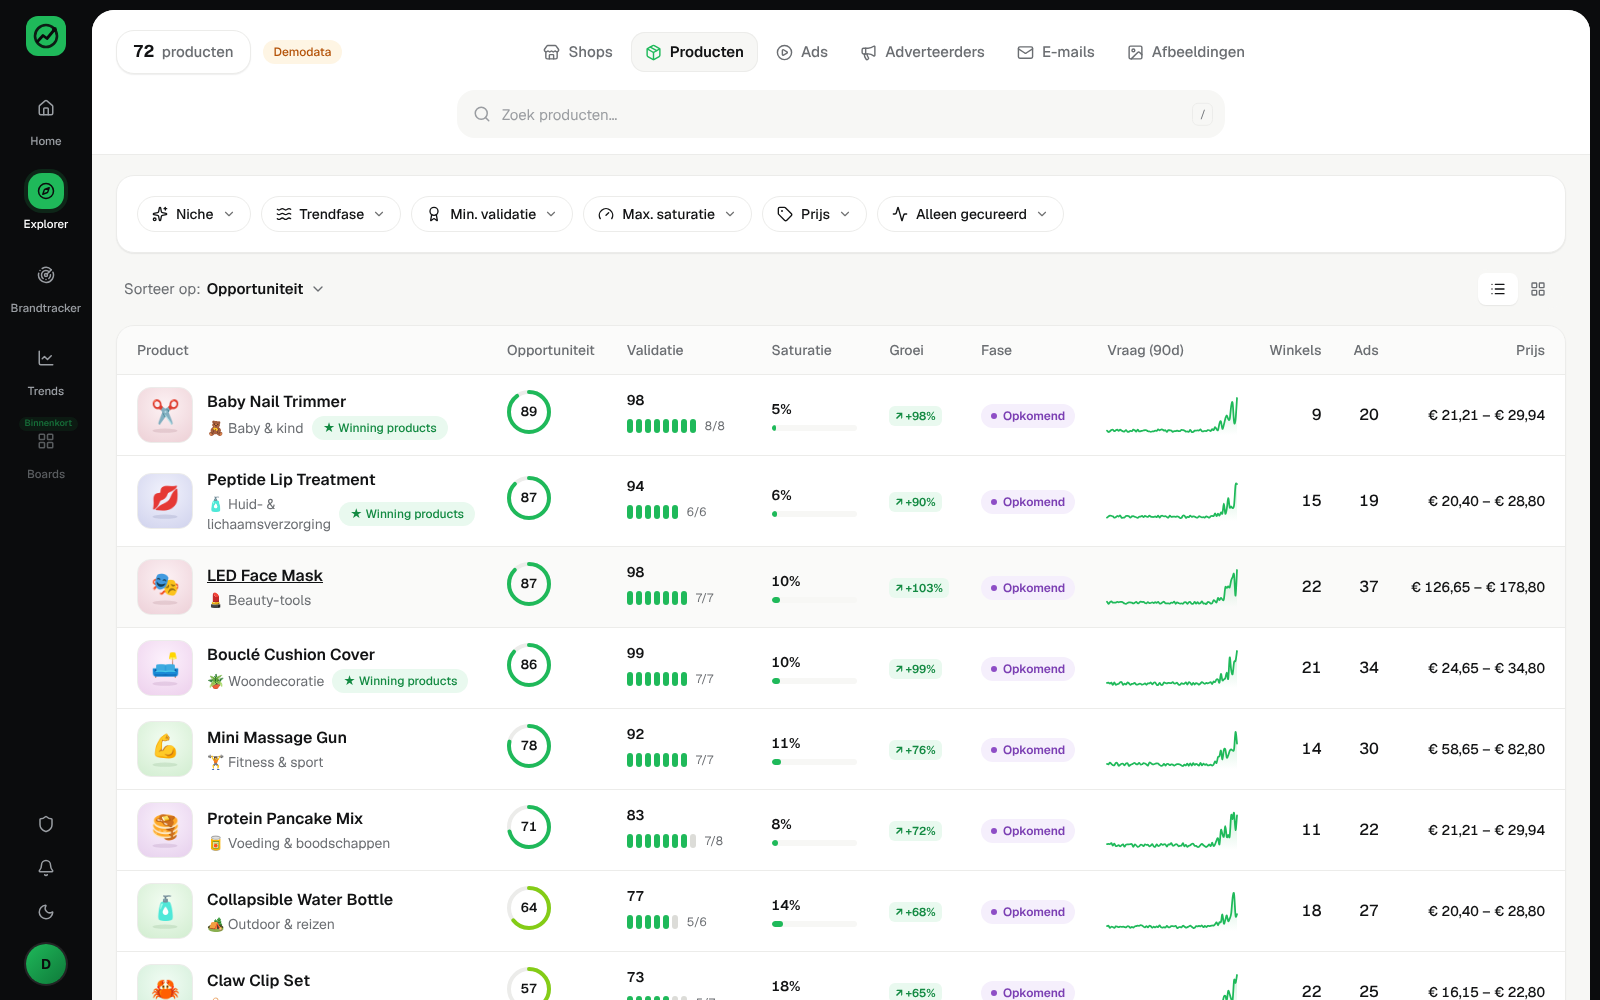 72 producten
Demodata
Shops
Producten
Ads
Adverteerders
E-mails
Afbeeldingen
Zoek producten...
/
Home
Explorer
Brandtracker
Trends
Binnenkort
Boards
D
Niche
Trendfase
Min. validatie
Max. saturatie
Prijs
Alleen gecureerd
Sorteer op: Opportuniteit
Product Opportuniteit Validatie Saturatie Groei Fase Vraag (90d) Winkels Ads Prijs
Baby Nail Trimmer
Baby & kind ★ Winning products
89
98
8/8
5%
+98%
Opkomend
9 20 € 21,21 – € 29,94
Peptide Lip Treatment
Huid- &
lichaamsverzorging
★ Winning products
87
94
6/6
6%
+90%
Opkomend
15 19 € 20,40 – € 28,80
LED Face Mask
Beauty-tools
87
98
7/7
10%
+103%
Opkomend
22 37 € 126,65 – € 178,80
Bouclé Cushion Cover
Woondecoratie ★ Winning products
86
99
7/7
10%
+99%
Opkomend
21 34 € 24,65 – € 34,80
Mini Massage Gun
Fitness & sport
78
92
7/7
11%
+76%
Opkomend
14 30 € 58,65 – € 82,80
Protein Pancake Mix
Voeding & boodschappen
71
83
7/8
8%
+72%
Opkomend
11 22 € 21,21 – € 29,94
Collapsible Water Bottle
Outdoor & reizen
64
77
5/6
14%
+68%
Opkomend
18 27 € 20,40 – € 28,80
Claw Clip Set
57
73
18%
+65%
Opkomend
22 25 € 16,15 – € 22,80